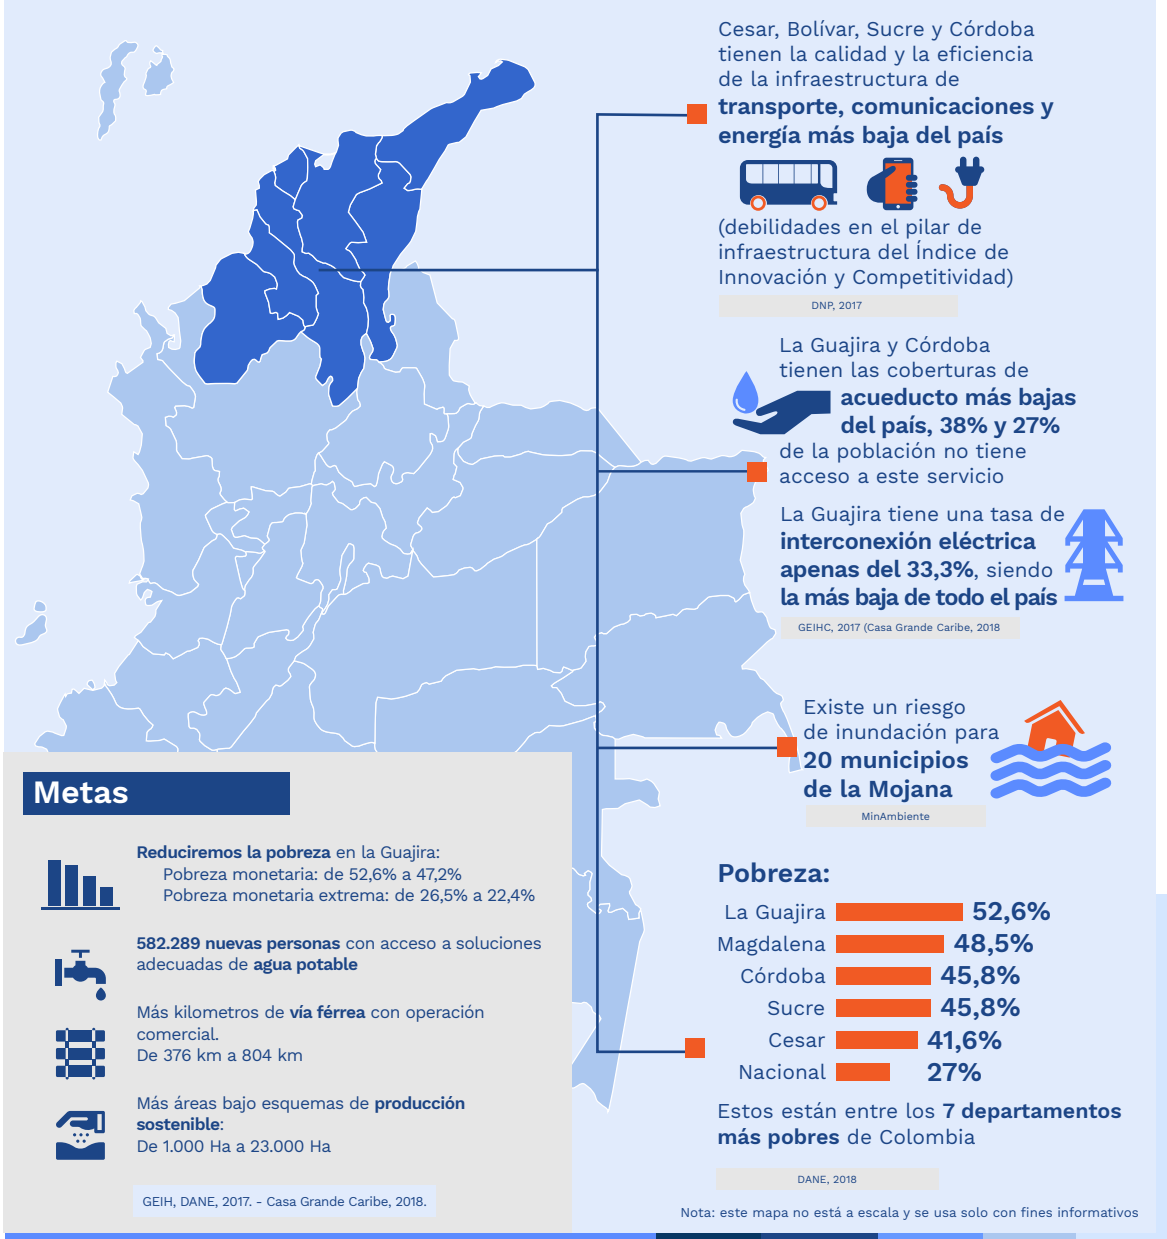 Cesar, Bolívar, Sucre y Córdoba
tienen la calidad y la eficiencia
de la infraestructura de
transporte, comunicaciones y
energía más baja del país
(debilidades en el pilar de
infraestructura del Índice de
Innovación y Competitividad)
DNP, 2017
La Guajira y Córdoba
tienen las coberturas de
acueducto más bajas
del país, 38% y 27%
de la población no tiene
acceso a este servicio
La Guajira tiene una tasa de
interconexión eléctrica
apenas del 33,3%, siendo
la más baja de todo el país
GEIHC, 2017 (Casa Grande Caribe, 2018
Existe un riesgo
de inundación para
20 municipios
de la Mojana
MinAmbiente
Metas
Reduciremos la pobreza en la Guajira:
Pobreza monetaria: de 52,6% a 47,2%
Pobreza monetaria extrema: de 26,5% a 22,4%
582.289 nuevas personas con acceso a soluciones
adecuadas de agua potable
Más kilometros de vía férrea con operación
comercial.
De 376 km a 804 km
Más áreas bajo esquemas de producción
sostenible:
De 1.000 Ha a 23.000 Ha
GEIH, DANE, 2017. - Casa Grande Caribe, 2018.
Pobreza:
La Guajira 52,6%
Magdalena 48,5%
Córdoba 45,8%
Sucre 45,8%
Cesar 41,6%
Nacional 27%
Estos están entre los 7 departamentos
más pobres de Colombia
DANE, 2018
Nota: este mapa no está a escala y se usa solo con fines informativos